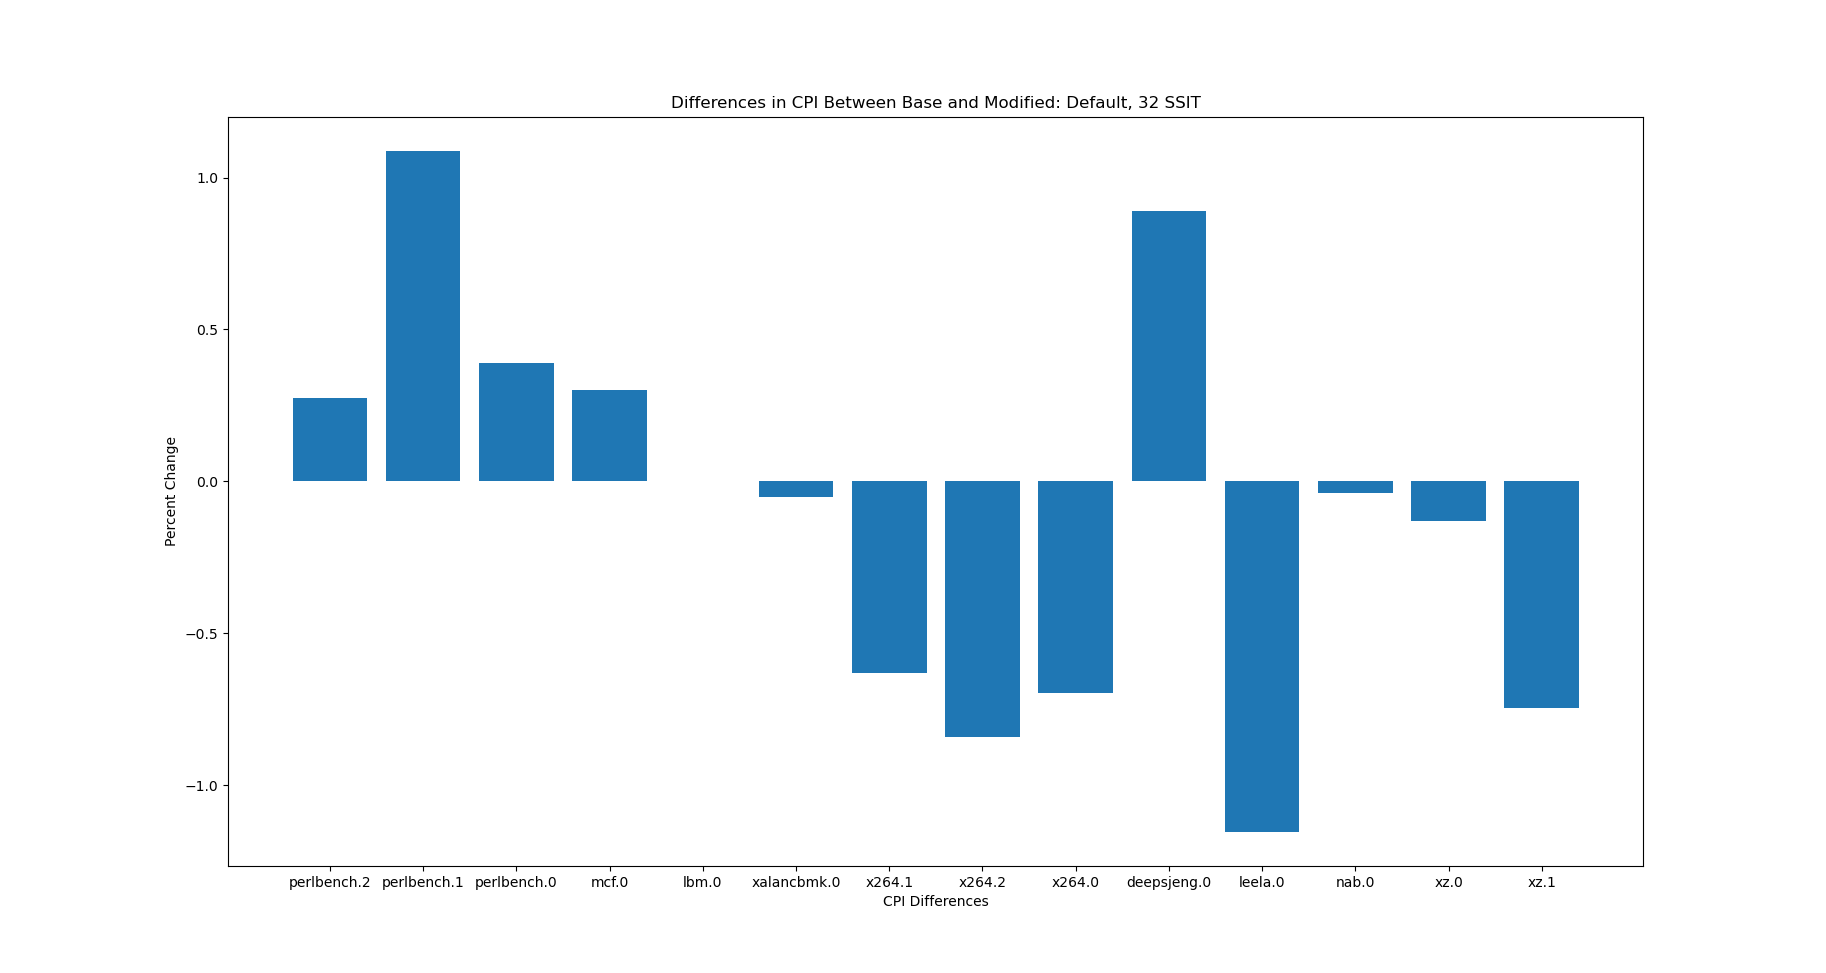 Differences in CPI Between Base and Modified: Default, 32 SSIT
1.0
0.5
0.0
−0.5
−1.0
Percent Change
perlbench.2 perlbench.1 perlbench.0 mcf.0 lbm.0 xalancbmk.0 x264.1 x264.2 x264.0 deepsjeng.0 leela.0 nab.0 xz.0 xz.1
CPI Differences